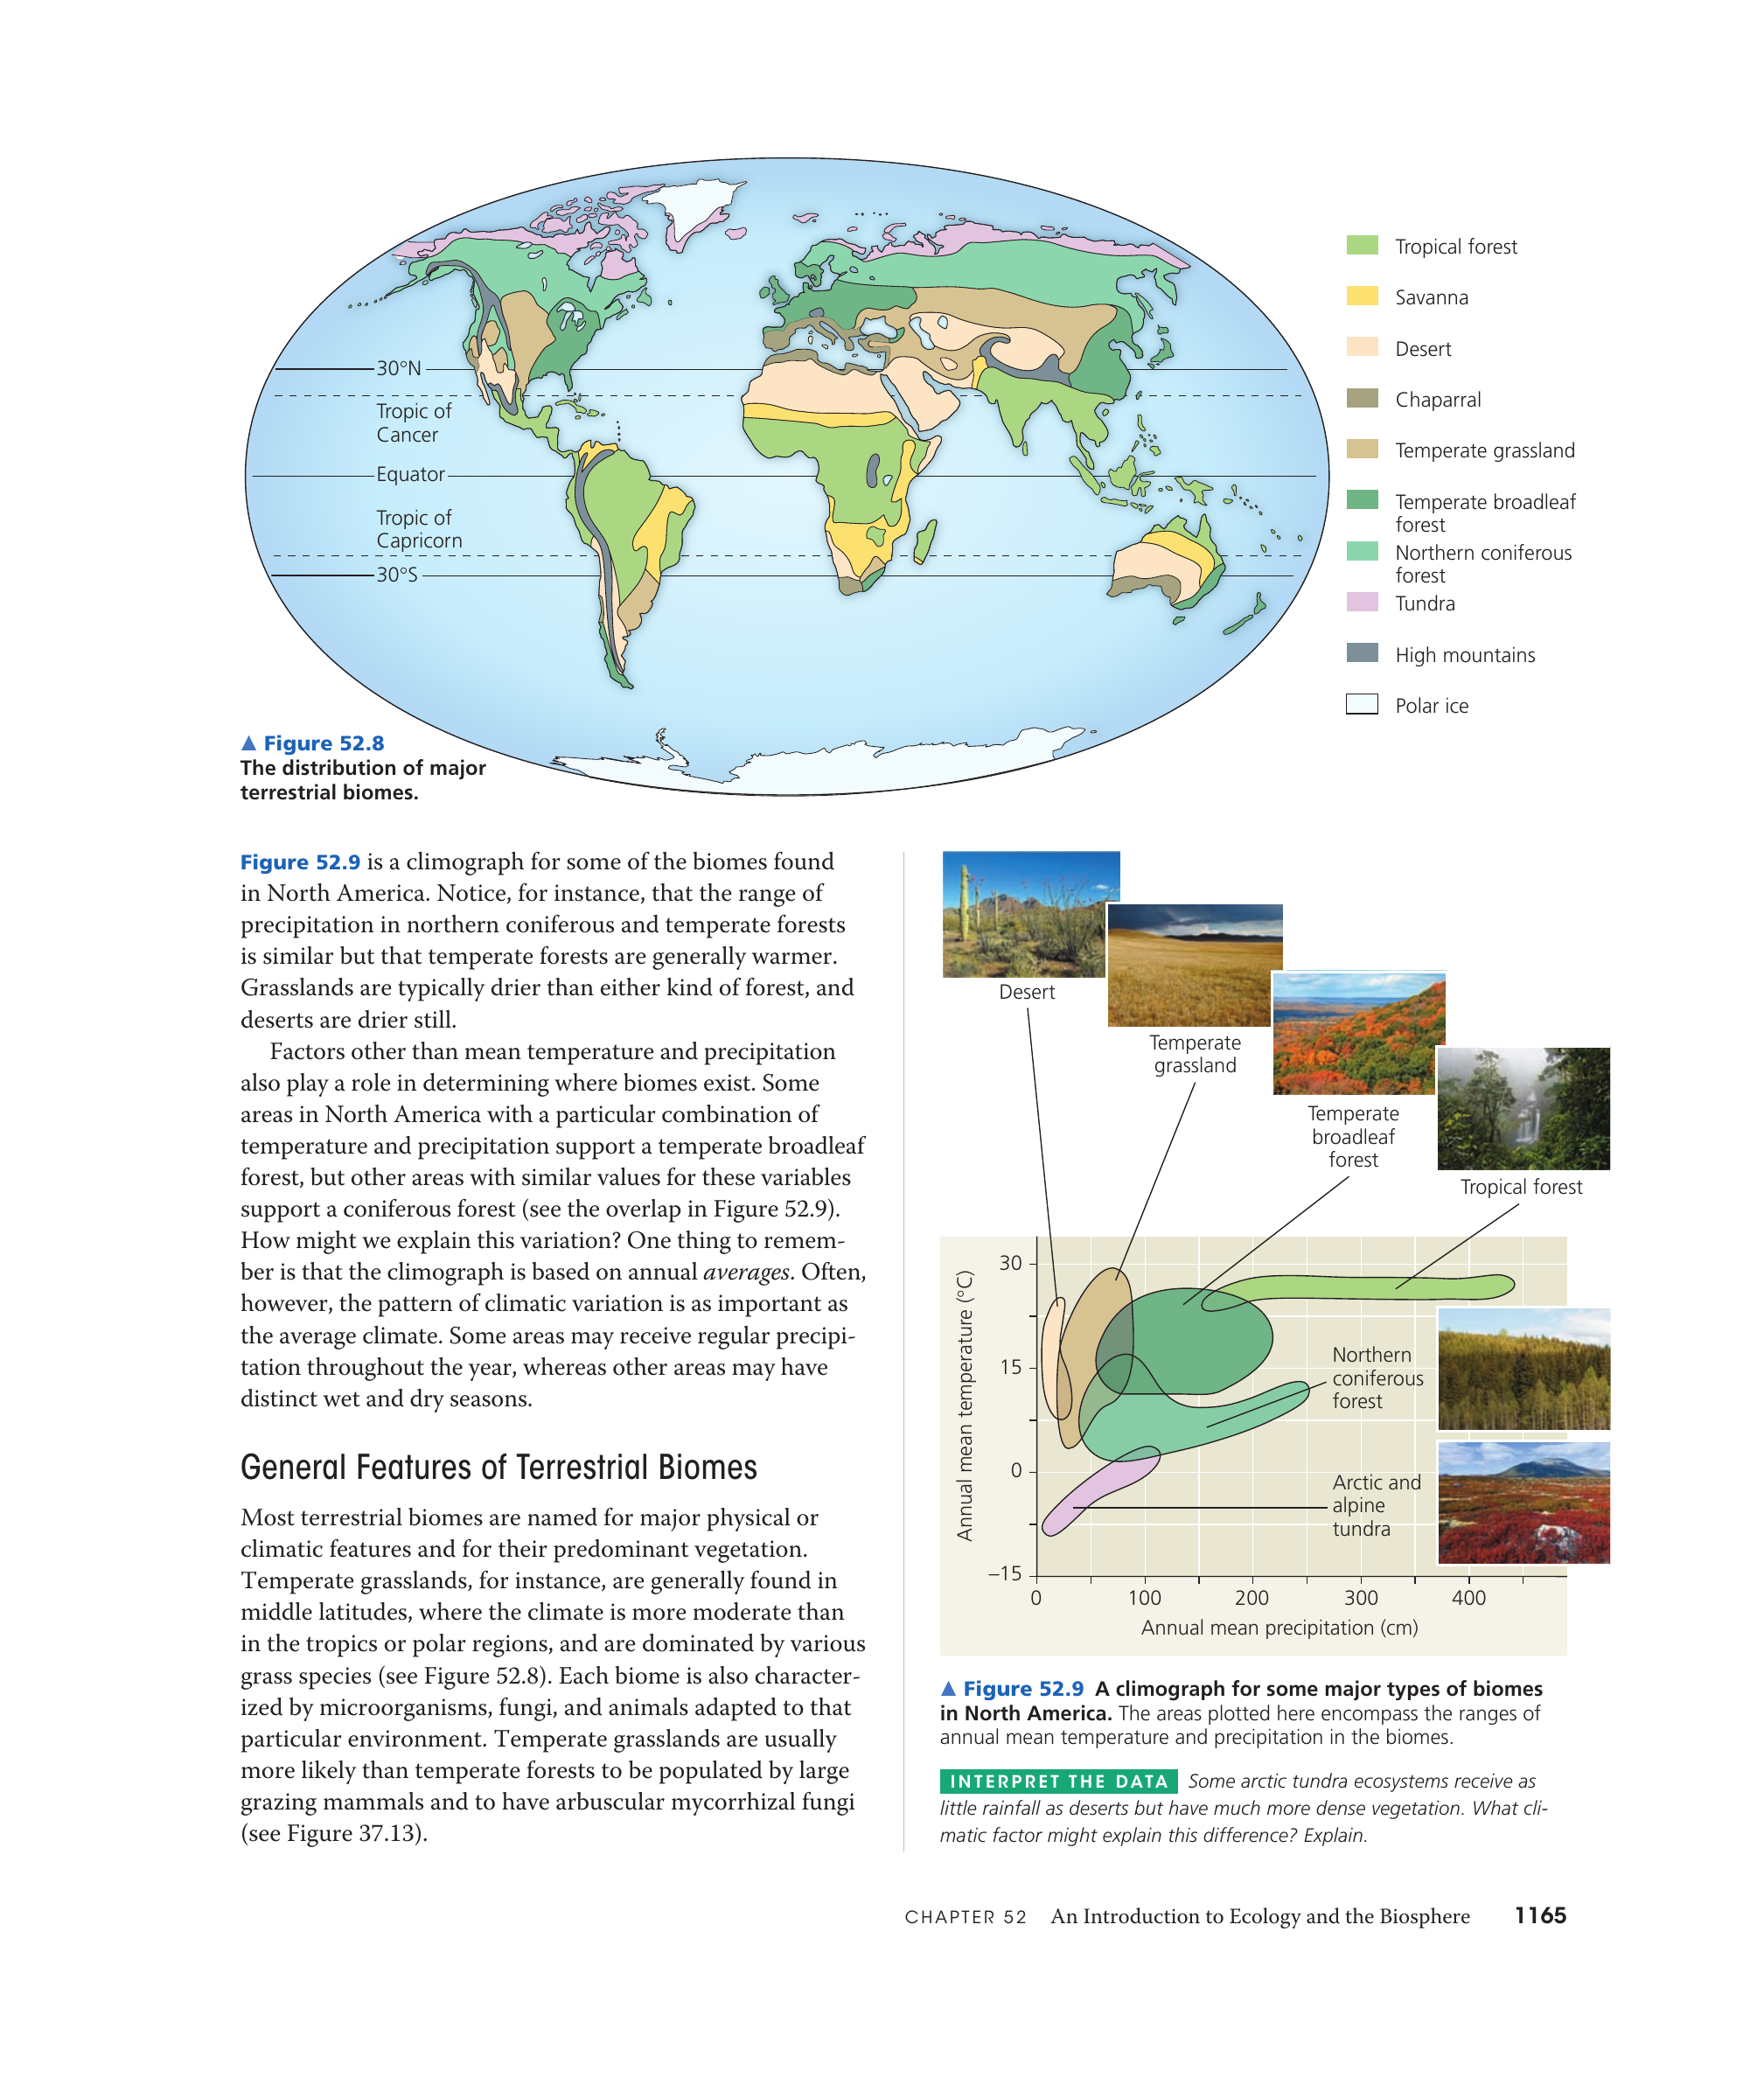 30°N
Tropic of
Cancer
Equator
Tropic of
Capricorn
30°S
Tropical forest
Savanna
Desert
Chaparral
Temperate grassland
Temperate broadleaf
forest
Northern coniferous
forest
Tundra
High mountains
Polar ice
▲ Figure 52.8
The distribution of major
terrestrial biomes.
Figure 52.9 is a climograph for some of the biomes found
in North America. Notice, for instance, that the range of
precipitation in northern coniferous and temperate forests
is similar but that temperate forests are generally warmer.
Grasslands are typically drier than either kind of forest, and
deserts are drier still.
Factors other than mean temperature and precipitation
also play a role in determining where biomes exist. Some
areas in North America with a particular combination of
temperature and precipitation support a temperate broadleaf
forest, but other areas with similar values for these variables
support a coniferous forest (see the overlap in Figure 52.9).
How might we explain this variation? One thing to remem-
ber is that the climograph is based on annual averages. Often,
however, the pattern of climatic variation is as important as
the average climate. Some areas may receive regular precipi-
tation throughout the year, whereas other areas may have
distinct wet and dry seasons.
General Features of Terrestrial Biomes
Most terrestrial biomes are named for major physical or
climatic features and for their predominant vegetation.
Temperate grasslands, for instance, are generally found in
middle latitudes, where the climate is more moderate than
in the tropics or polar regions, and are dominated by various
grass species (see Figure 52.8). Each biome is also character-
ized by microorganisms, fungi, and animals adapted to that
particular environment. Temperate grasslands are usually
more likely than temperate forests to be populated by large
grazing mammals and to have arbuscular mycorrhizal fungi
(see Figure 37.13).
Desert
Temperate
grassland
Temperate
broadleaf
forest
Tropical forest
Northern
coniferous
forest
Arctic and
alpine
tundra
Annual mean temperature (°C)
30
15
0
−15
0 100 200 300 400
Annual mean precipitation (cm)
▲ Figure 52.9 A climograph for some major types of biomes
in North America. The areas plotted here encompass the ranges of
annual mean temperature and precipitation in the biomes.
INTERPRET THE DATA Some arctic tundra ecosystems receive as
little rainfall as deserts but have much more dense vegetation. What cli-
matic factor might explain this difference? Explain.
CHAPTER 52 An Introduction to Ecology and the Biosphere 1165